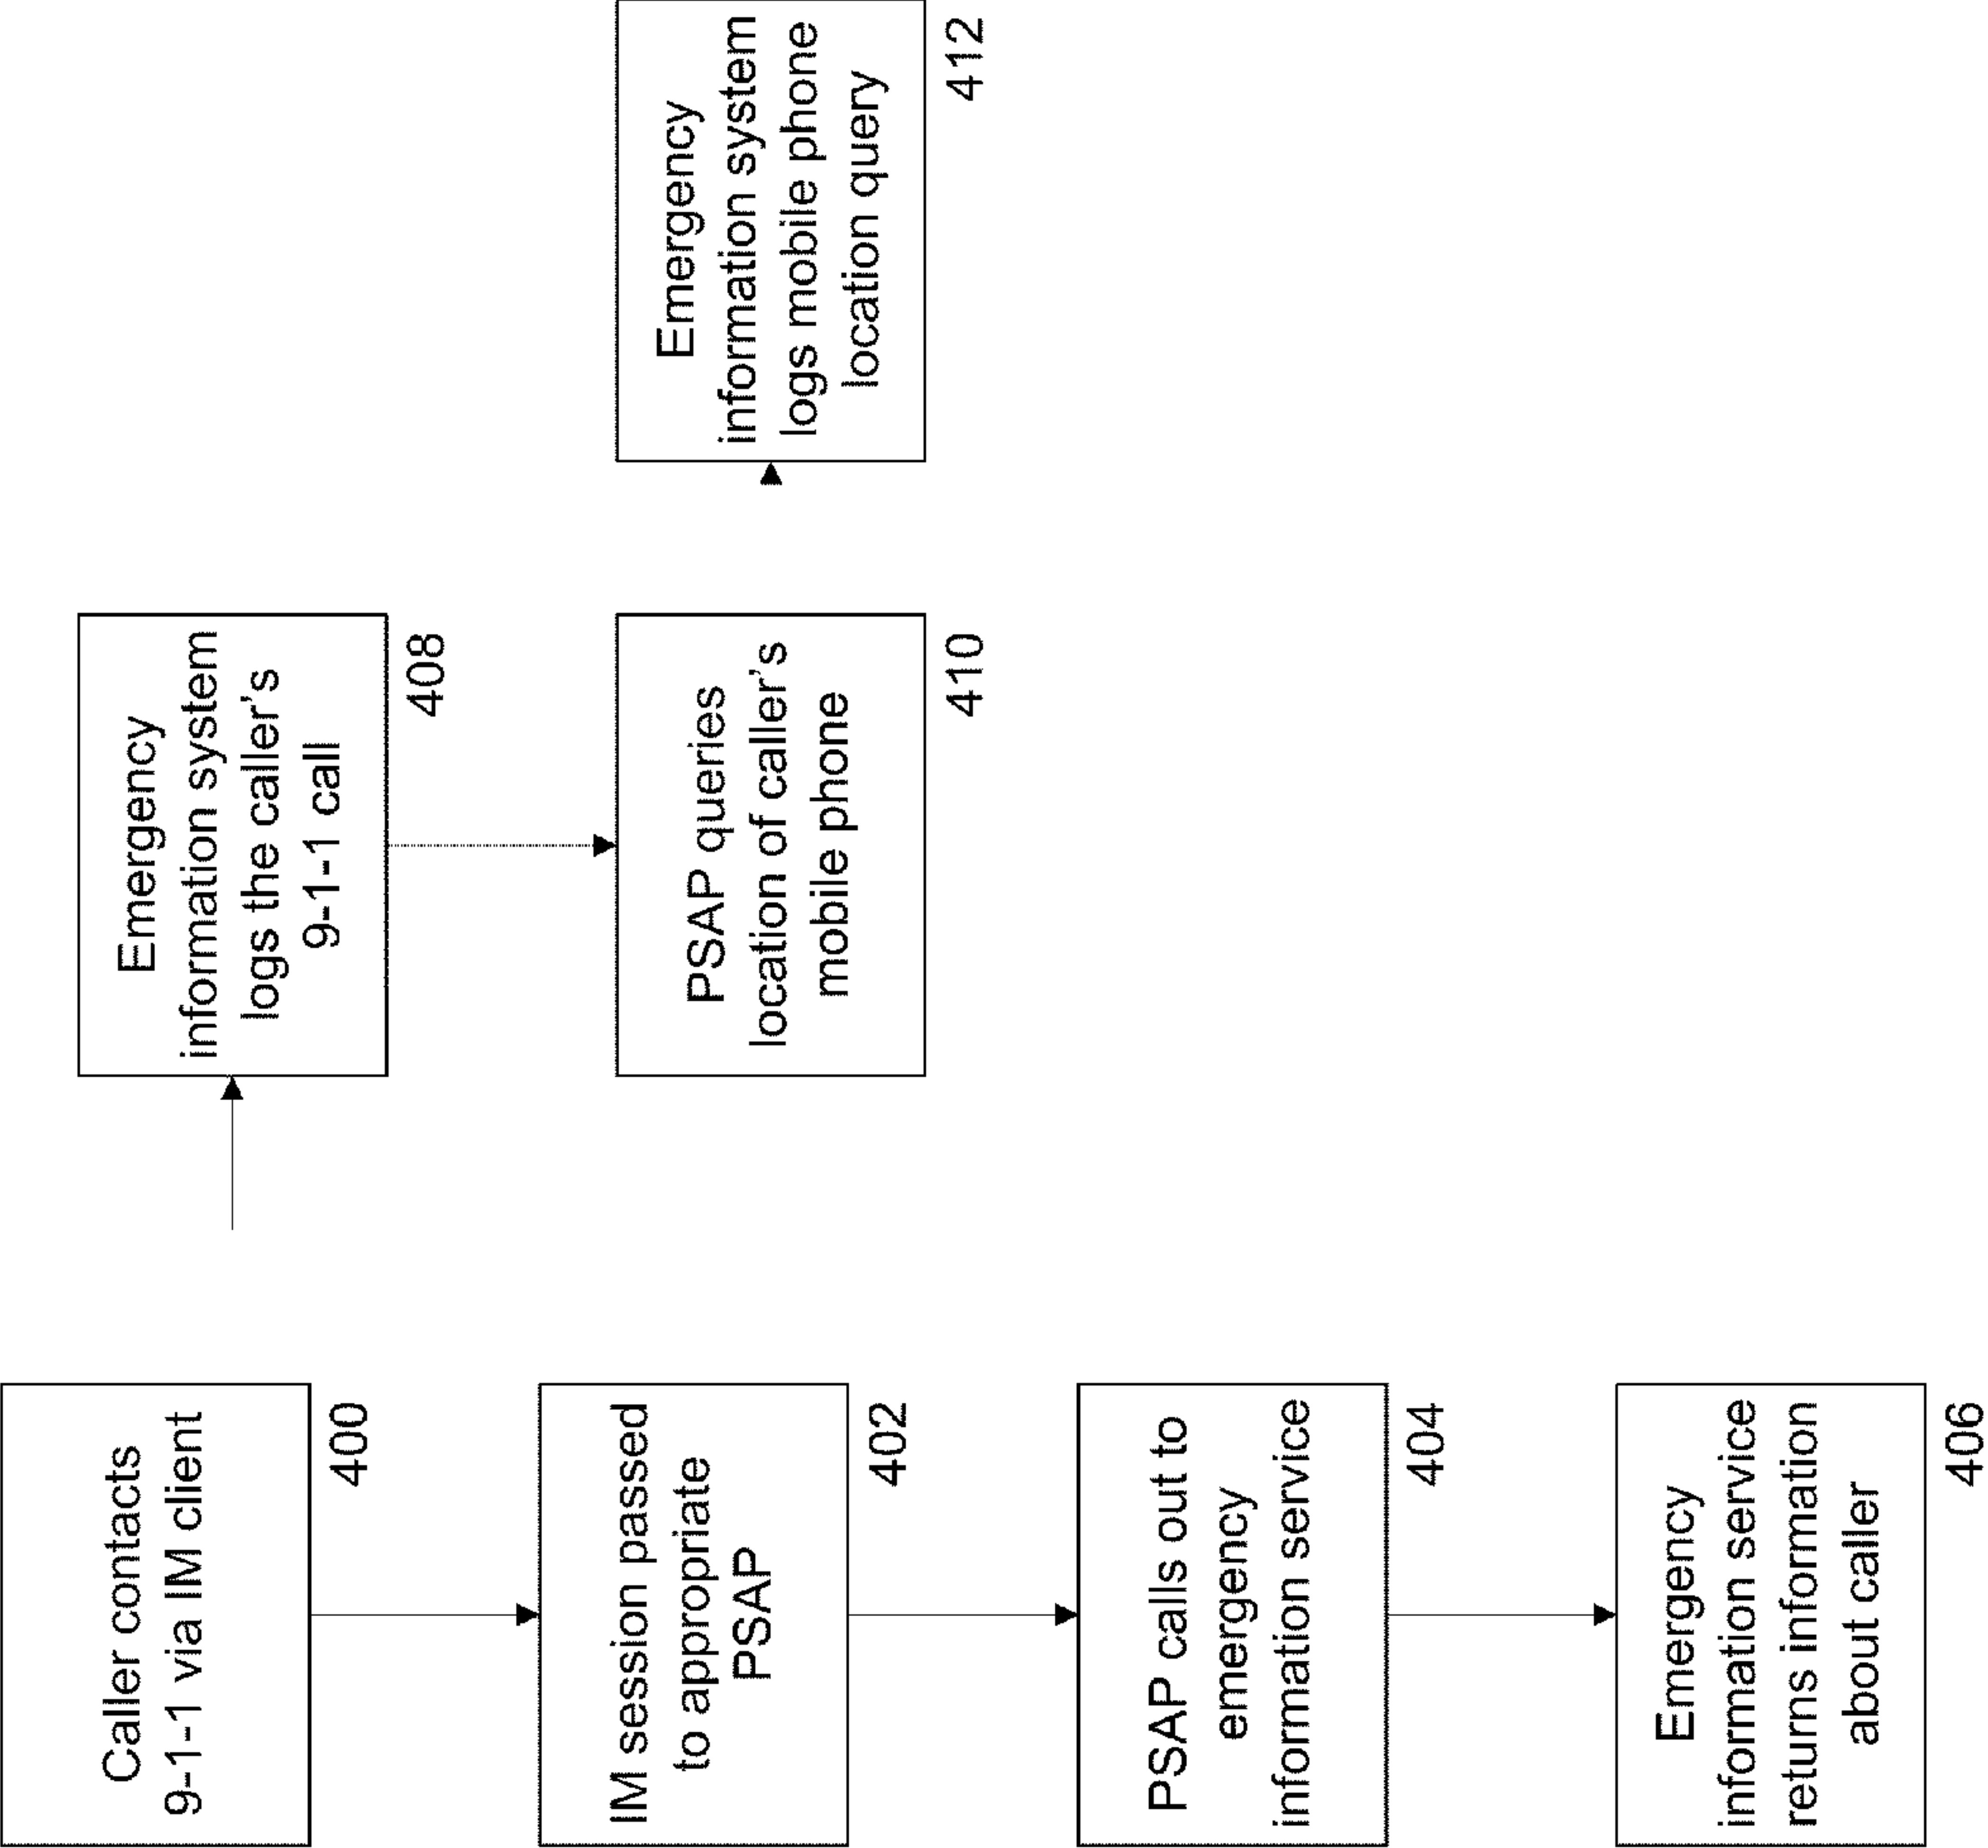 Caller contacts
9-1-1 via IM client
400
IM session passed
to appropriate
PSAP
402
PSAP calls out to
emergency
information service
404
Emergency
information service
returns information
about caller
406
Emergency
information system
logs the caller's
9-1-1 call
408
PSAP queries
location of caller's
mobile phone
410
Emergency
information system
logs mobile phone
location query
412